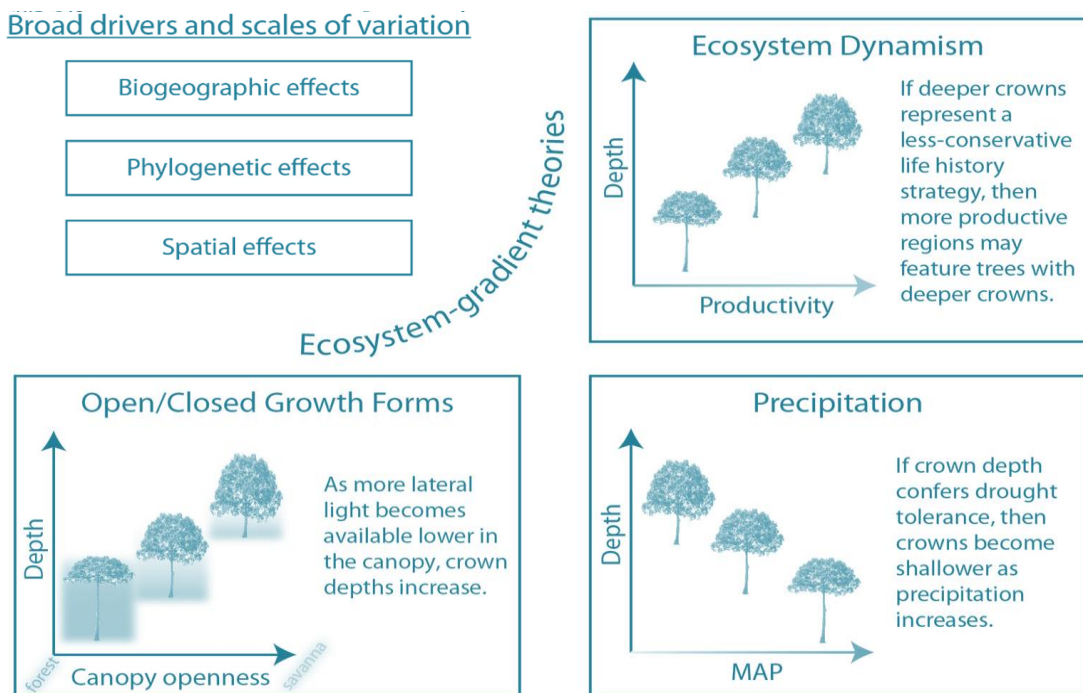 Broad drivers and scales of variation
Biogeographic effects
Phylogenetic effects
Spatial effects
Ecosystem-gradient theories
Ecosystem Dynamism
Depth
Productivity
If deeper crowns
represent a
less-conservative
life history
strategy, then
more productive
regions may
feature trees with
deeper crowns.
Open/Closed Growth Forms
Depth
forest
Canopy openness
savanna
As more lateral
light becomes
available lower in
the canopy, crown
depths increase.
Precipitation
Depth
MAP
If crown depth
confers drought
tolerance, then
crowns become
shallower as
precipitation
increases.